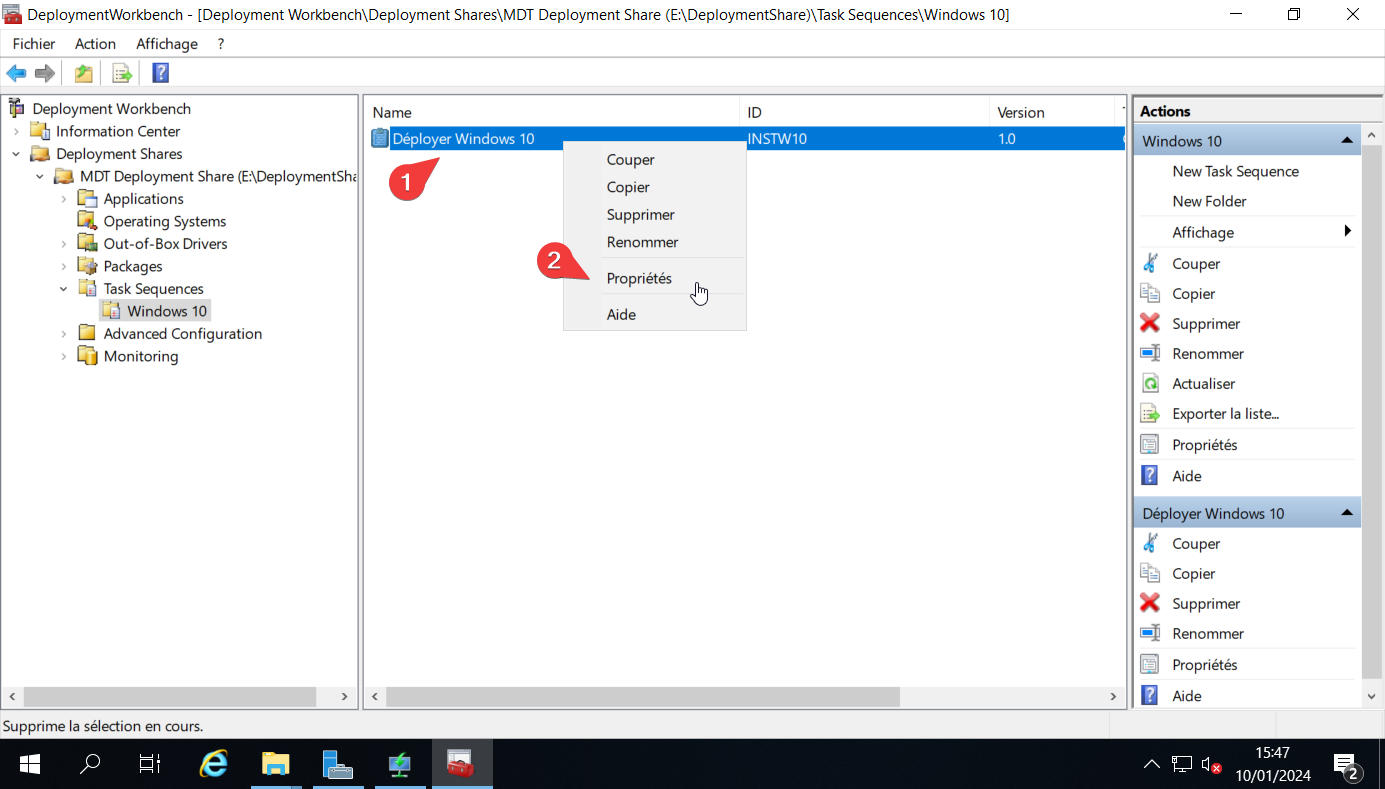 DeploymentWorkbench - [Deployment Workbench\Deployment Shares\MDT Deployment Share (E:\DeploymentShare)\Task Sequences\Windows 10]
Fichier Action Affichage ?
Deployment Workbench
Information Center
Deployment Shares
MDT Deployment Share (E:\DeploymentSha
Applications
Operating Systems
Out-of-Box Drivers
Packages
Task Sequences
Windows 10
Advanced Configuration
Monitoring
Name ID Version
Déployer Windows 10 INSTW10 1.0
1
Couper
Copier
Supprimer
Renommer
2
Propriétés
Aide
Actions
Windows 10
New Task Sequence
New Folder
Affichage
Couper
Copier
Supprimer
Renommer
Actualiser
Exporter la liste...
Propriétés
Aide
Déployer Windows 10
Couper
Copier
Supprimer
Renommer
Propriétés
Aide
Supprime la sélection en cours.
15:47
10/01/2024
2